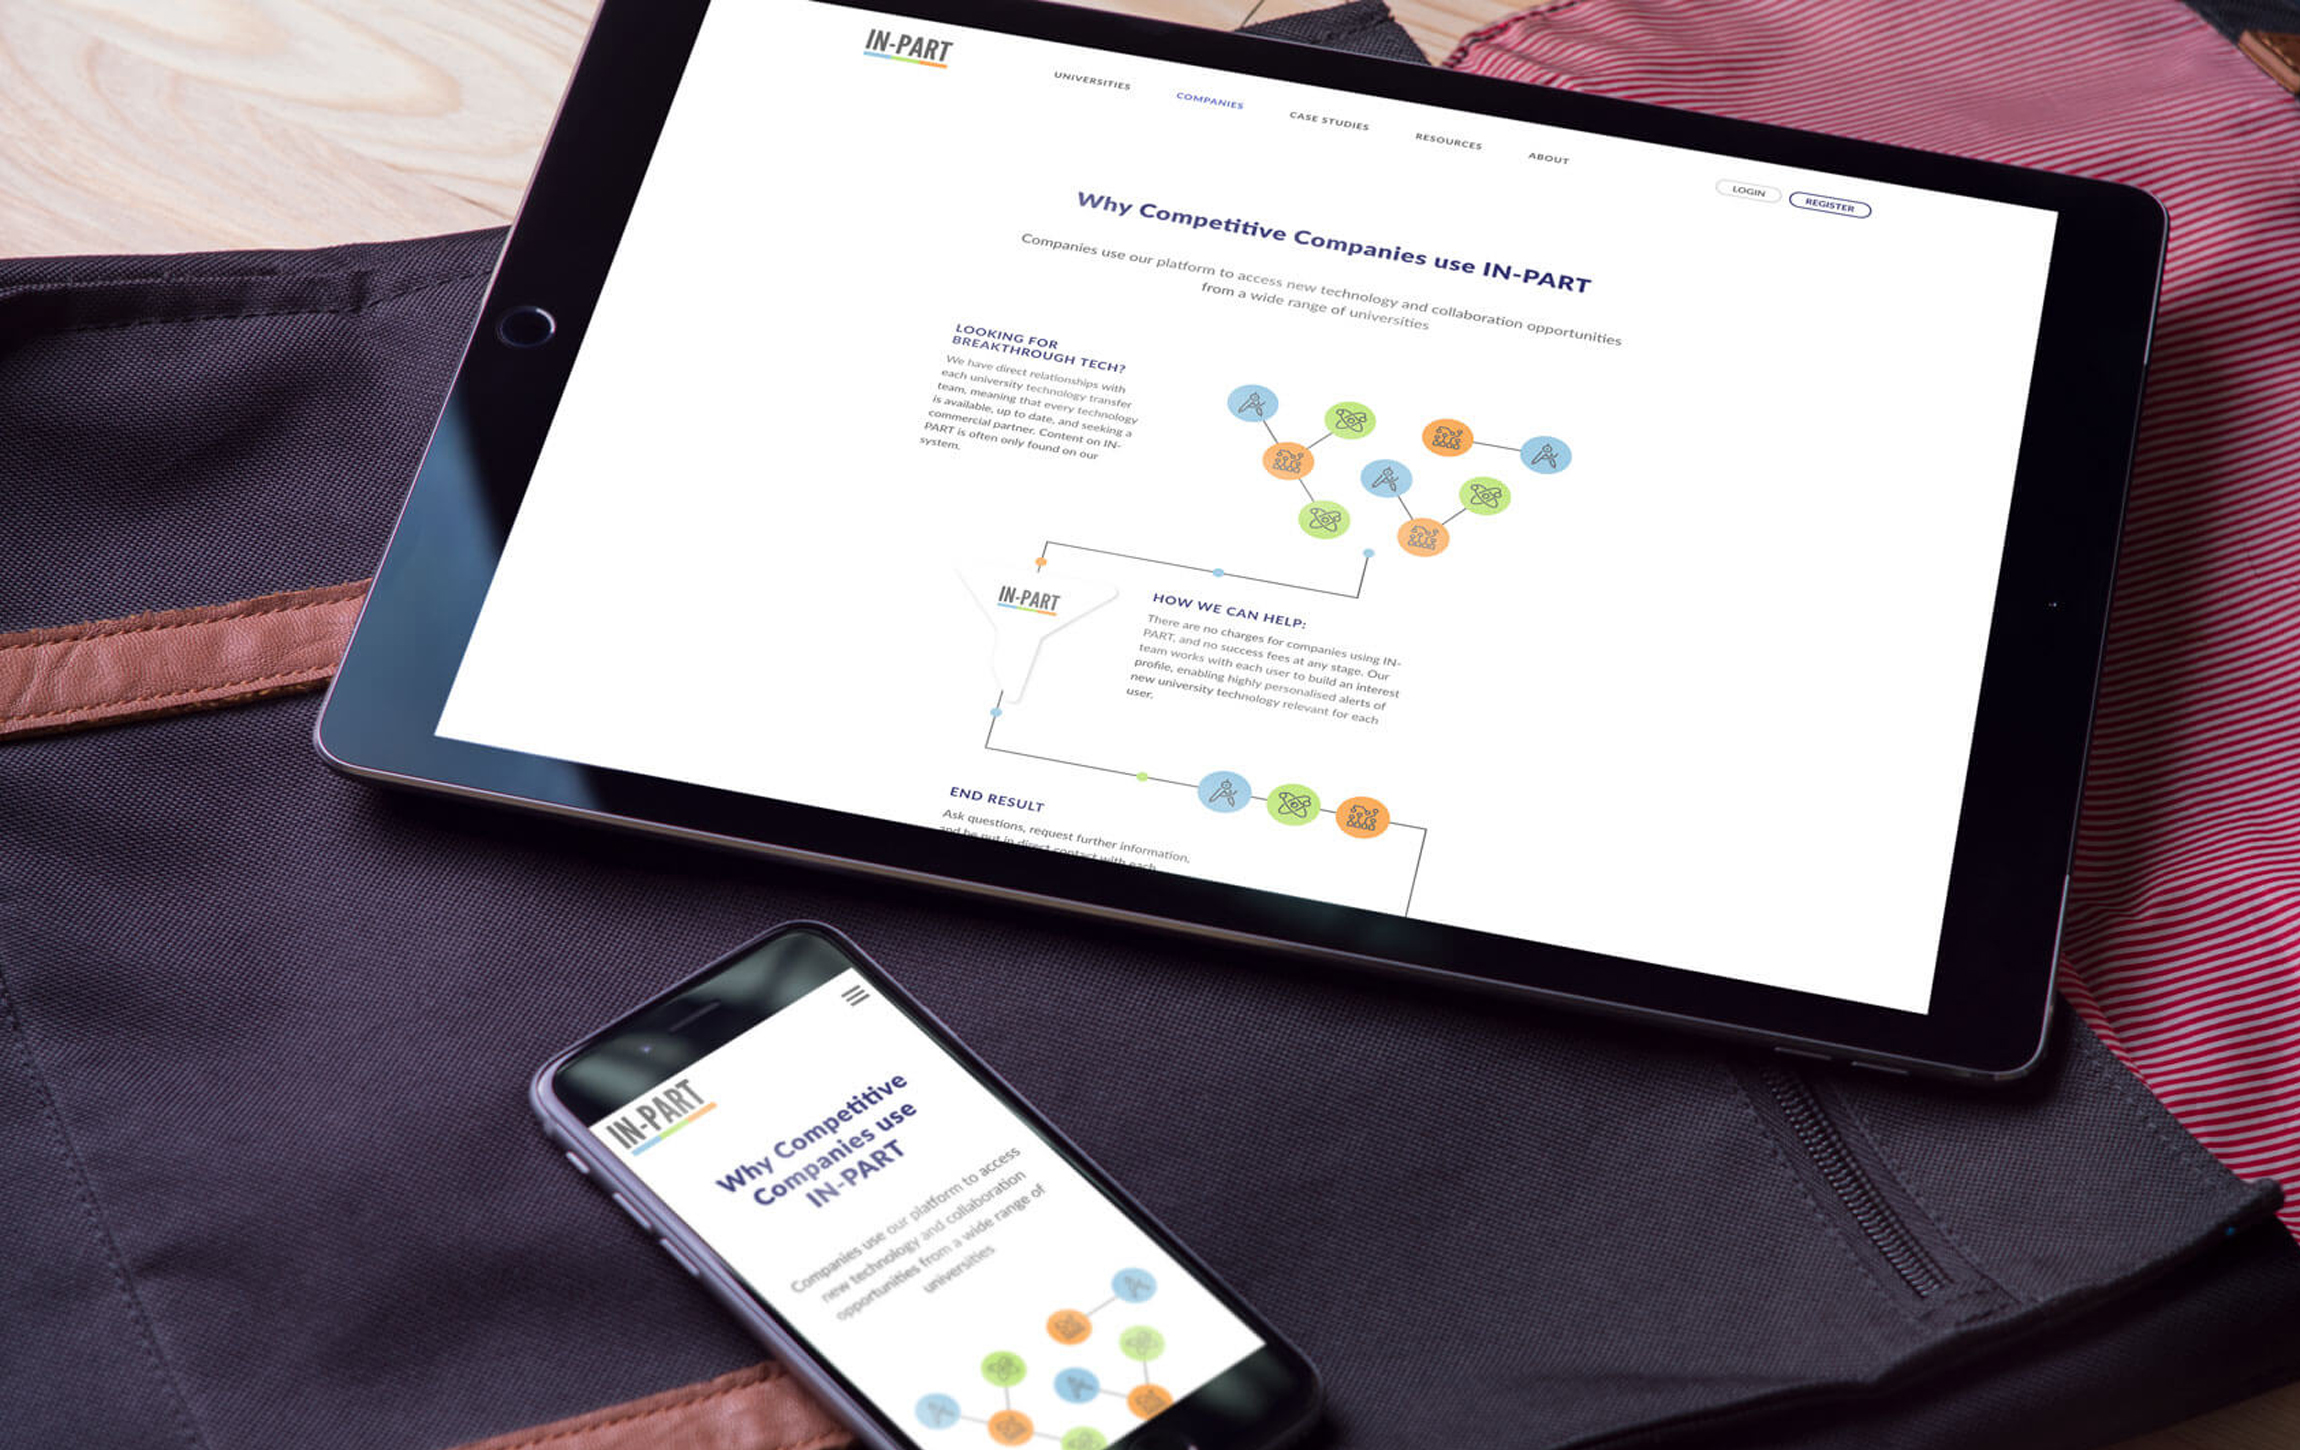 IN-PART
UNIVERSITIES
COMPANIES
CASE STUDIES
RESOURCES
ABOUT
LOGIN
REGISTER
Why Competitive Companies use IN-PART
Companies use our platform to access new technology and collaboration opportunities
from a wide range of universities
LOOKING FOR
BREAKTHROUGH TECH?
We have direct relationships with
each university technology transfer
team, meaning that every technology
is available, up to date, and seeking a
commercial partner. Content on IN-
PART is often only found on our
system.
IN-PART
HOW WE CAN HELP:
There are no charges for companies using IN-
PART, and no success fees at any stage. Our
team works with each user to build an interest
profile, enabling highly personalised alerts of
new university technology relevant for each
user.
END RESULT
Ask questions, request further information,
and be put in direct contact with each
IN-PART
Why Competitive
Companies use
IN-PART
Companies use our platform to access
new technology and collaboration
opportunities from a wide range of
universities